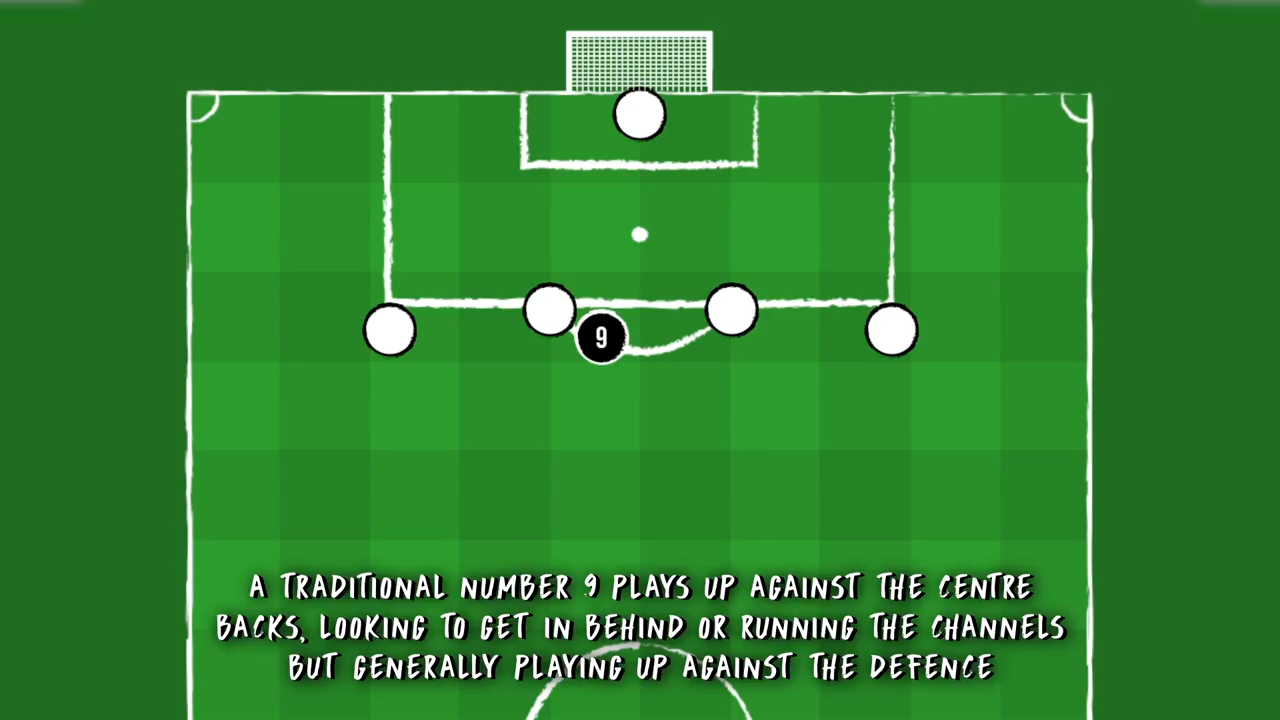 9
A TRADITIONAL NUMBER 9 PLAYS UP AGAINST THE CENTRE
BACKS, LOOKING TO GET IN BEHIND OR RUNNING THE CHANNELS
BUT GENERALLY PLAYING UP AGAINST THE DEFENCE